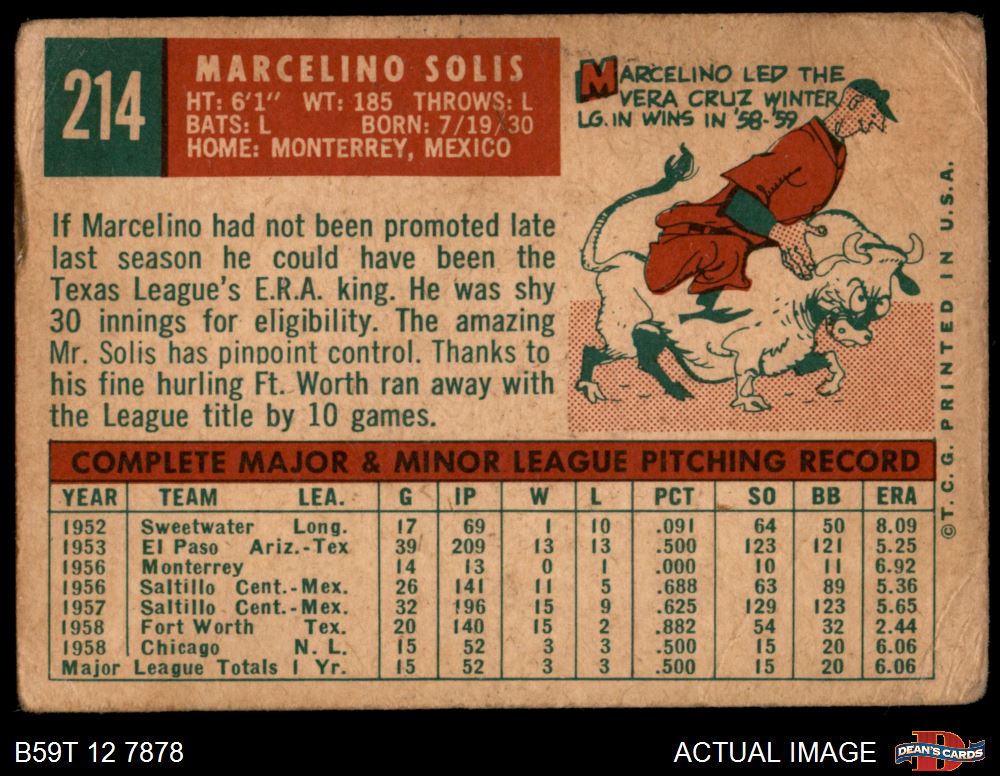 214
MARCELINO SOLIS
HT: 6'1" WT: 185 THROWS: L
BATS: L BORN: 7/19/30
HOME: MONTERREY, MEXICO
MARCELINO LED THE
VERA CRUZ WINTER
LG. IN WINS IN '58-'59
If Marcelino had not been promoted late
last season he could have been the
Texas League's E.R.A. king. He was shy
30 innings for eligibility. The amazing
Mr. Solis has pinpoint control. Thanks to
his fine hurling Ft. Worth ran away with
the League title by 10 games.
©T. C. G. PRINTED IN U.S.A.
COMPLETE MAJOR & MINOR LEAGUE PITCHING RECORD
YEAR TEAM LEA. G IP W L PCT SO BB ERA
1952 Sweetwater Long. 17 69 1 10 .091 64 50 8.09
1953 El Paso Ariz.-Tex 39 209 13 13 .500 123 121 5.25
1956 Monterrey 14 13 0 1 .000 10 11 6.92
1956 Saltillo Cent.-Mex. 26 141 11 5 .688 63 89 5.36
1957 Saltillo Cent.-Mex. 32 196 15 9 .625 129 123 5.65
1958 Fort Worth Tex. 20 140 15 2 .882 54 32 2.44
1958 Chicago N. L. 15 52 3 3 .500 15 20 6.06
Major League Totals 1 Yr. 15 52 3 3 .500 15 20 6.06
B59T 12 7878
ACTUAL IMAGE
D
DEAN'S CARDS